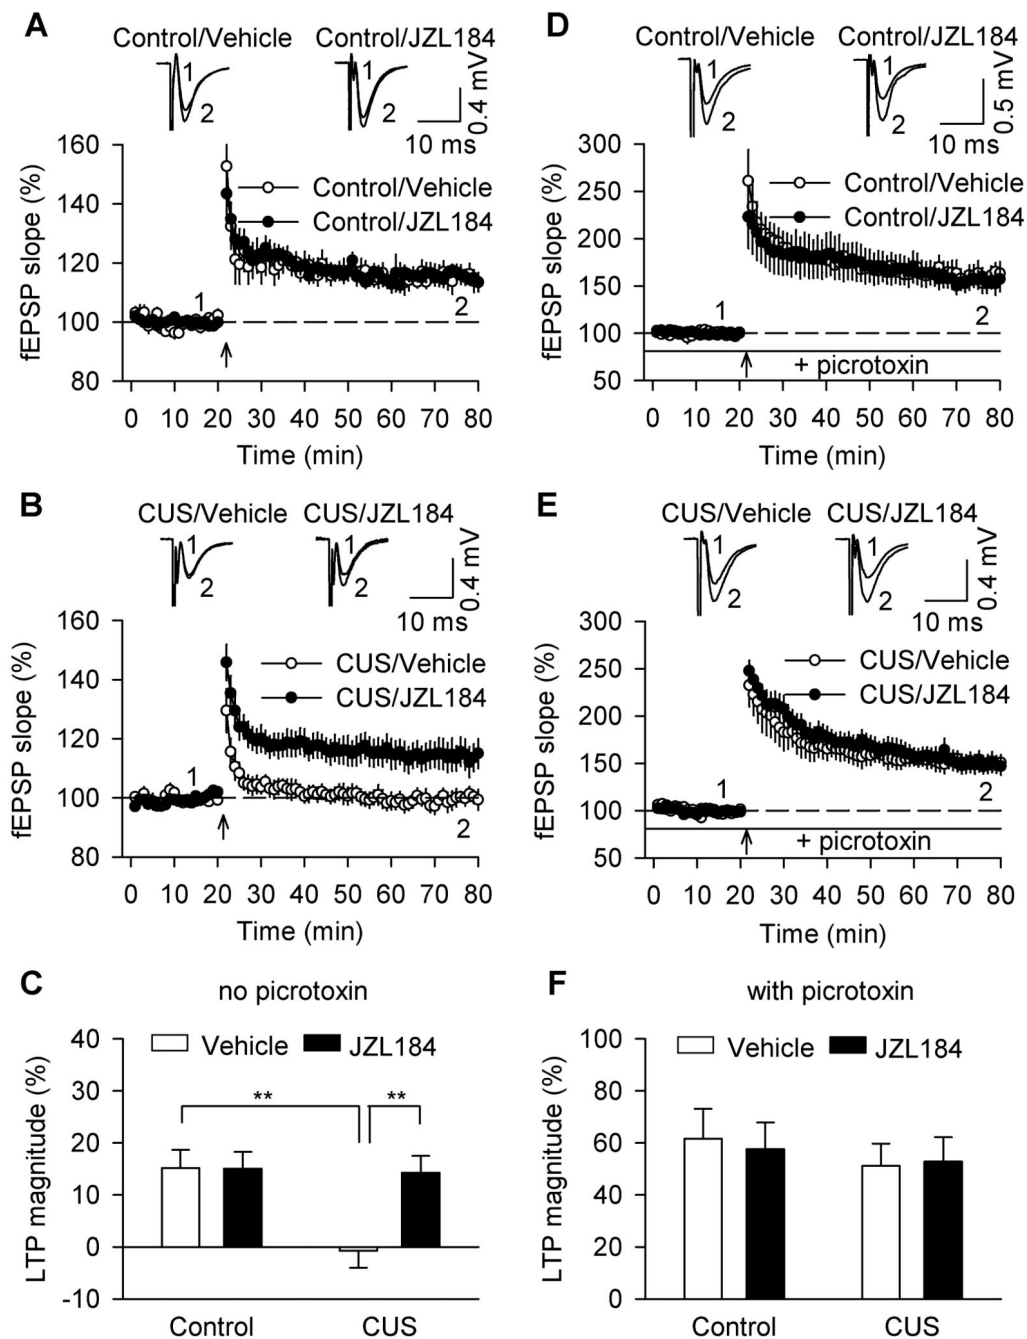 A
Control/Vehicle
Control/JZL184
1
2
0.4 mV
10 ms
fEPSP slope (%)
160
140
120
100
80
Control/Vehicle
Control/JZL184
1
2
0 10 20 30 40 50 60 70 80
Time (min)
D
Control/Vehicle
Control/JZL184
1
2
1
2
0.5 mV
10 ms
fEPSP slope (%)
300
250
200
150
100
50
Control/Vehicle
Control/JZL184
1
2
+ picrotoxin
0 10 20 30 40 50 60 70 80
Time (min)
B
CUS/Vehicle
CUS/JZL184
1
2
1
2
0.4 mV
10 ms
fEPSP slope (%)
160
140
120
100
80
CUS/Vehicle
CUS/JZL184
1
2
0 10 20 30 40 50 60 70 80
Time (min)
E
CUS/Vehicle
CUS/JZL184
1
2
1
2
0.4 mV
10 ms
fEPSP slope (%)
300
250
200
150
100
50
CUS/Vehicle
CUS/JZL184
1
2
+ picrotoxin
0 10 20 30 40 50 60 70 80
Time (min)
C
no picrotoxin
LTP magnitude (%)
40
30
20
10
0
-10
Vehicle
JZL184
**
**
Control
CUS
F
with picrotoxin
LTP magnitude (%)
100
80
60
40
20
0
Vehicle
JZL184
Control
CUS